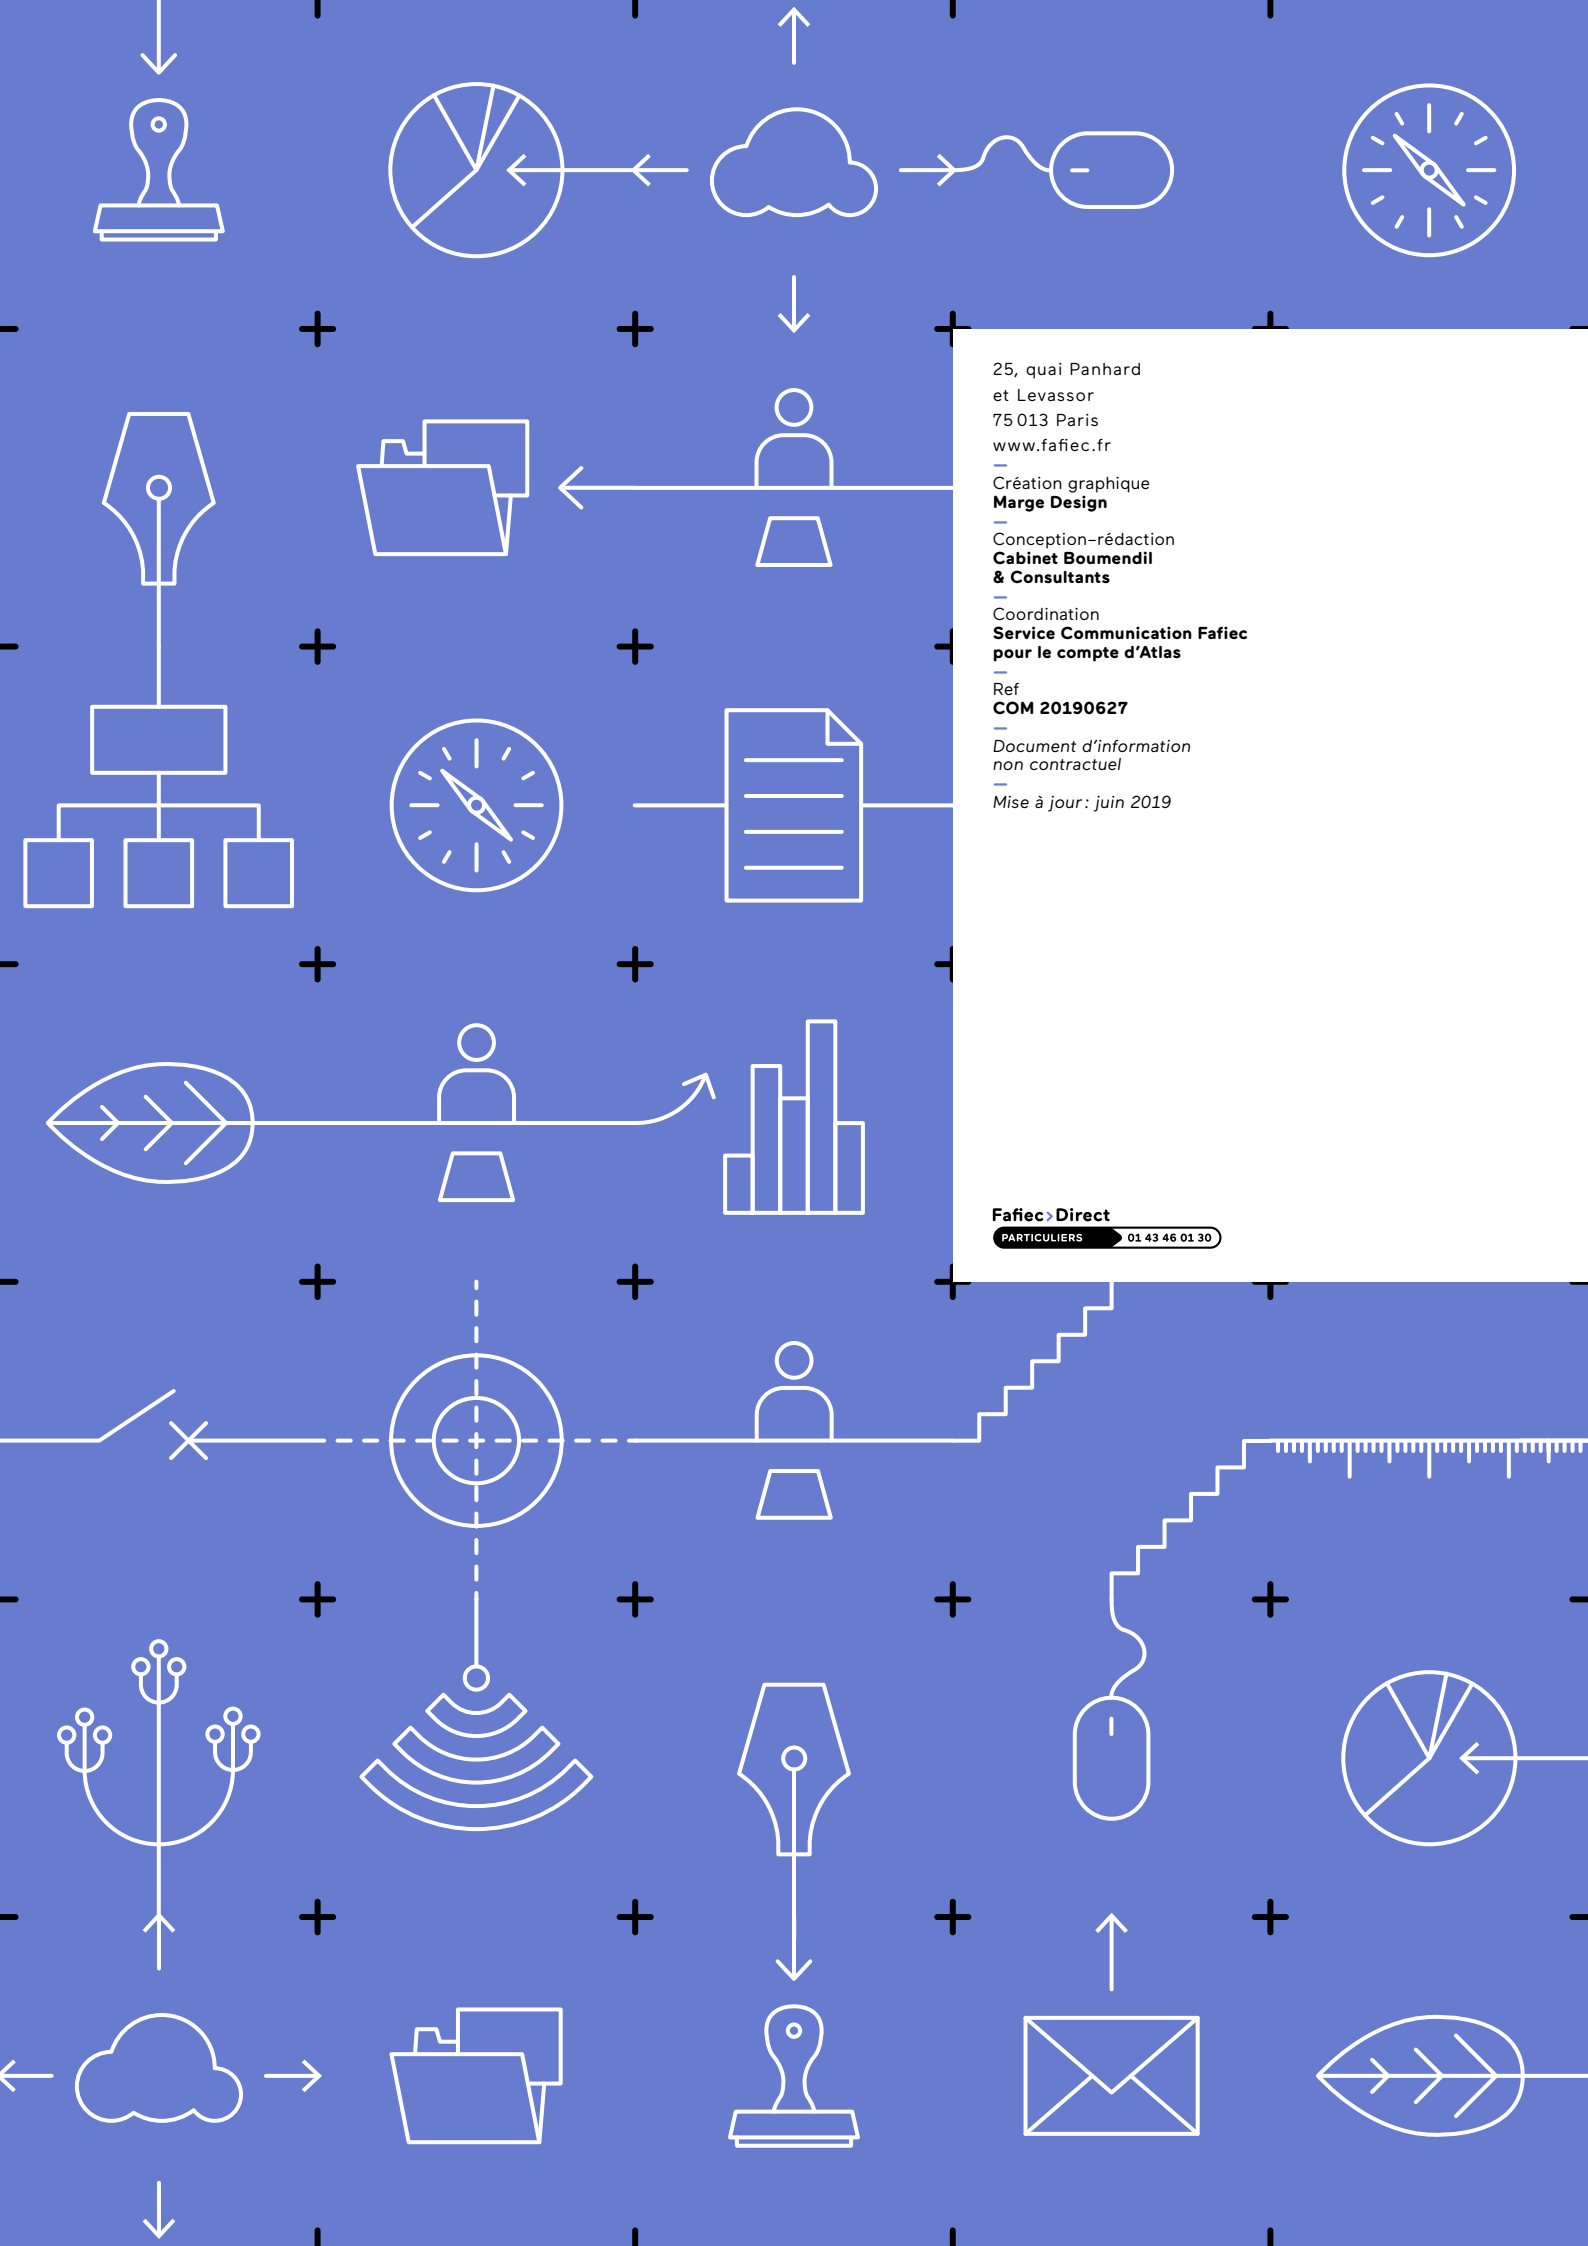 25, quai Panhard
et Levassor
75 013 Paris
www.fafiec.fr
—
Création graphique
Marge Design
—
Conception–rédaction
Cabinet Boumendil
& Consultants
—
Coordination
Service Communication Fafiec
pour le compte d’Atlas
—
Ref
COM 20190627
—
Document d’information
non contractuel
—
Mise à jour : juin 2019
Fafiec>Direct
PARTICULIERS 01 43 46 01 30